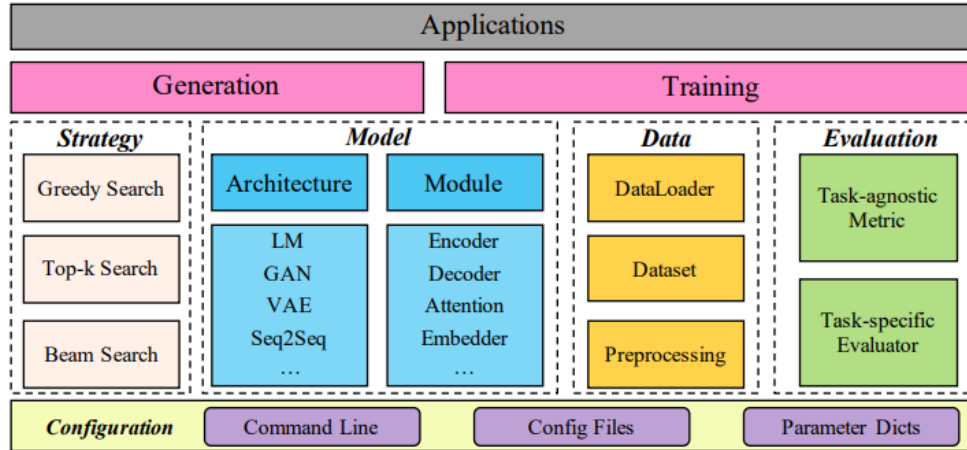 Applications
Generation
Training
Strategy
Greedy Search
Top-k Search
Beam Search
Model
Architecture
LM
GAN
VAE
Seq2Seq
…
Module
Encoder
Decoder
Attention
Embedder
…
Data
DataLoader
Dataset
Preprocessing
Evaluation
Task-agnostic
Metric
Task-specific
Evaluator
Configuration
Command Line
Config Files
Parameter Dicts